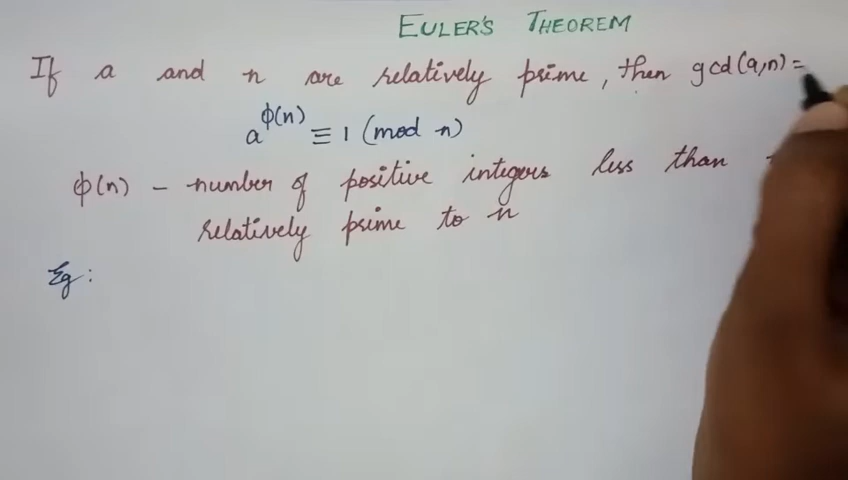 EULER'S THEOREM
If a and n are relatively prime, then gcd(a,n)=
a^ϕ(n) ≡ 1 (mod n)
ϕ(n) - number of positive integers less than
relatively prime to n
Eg: